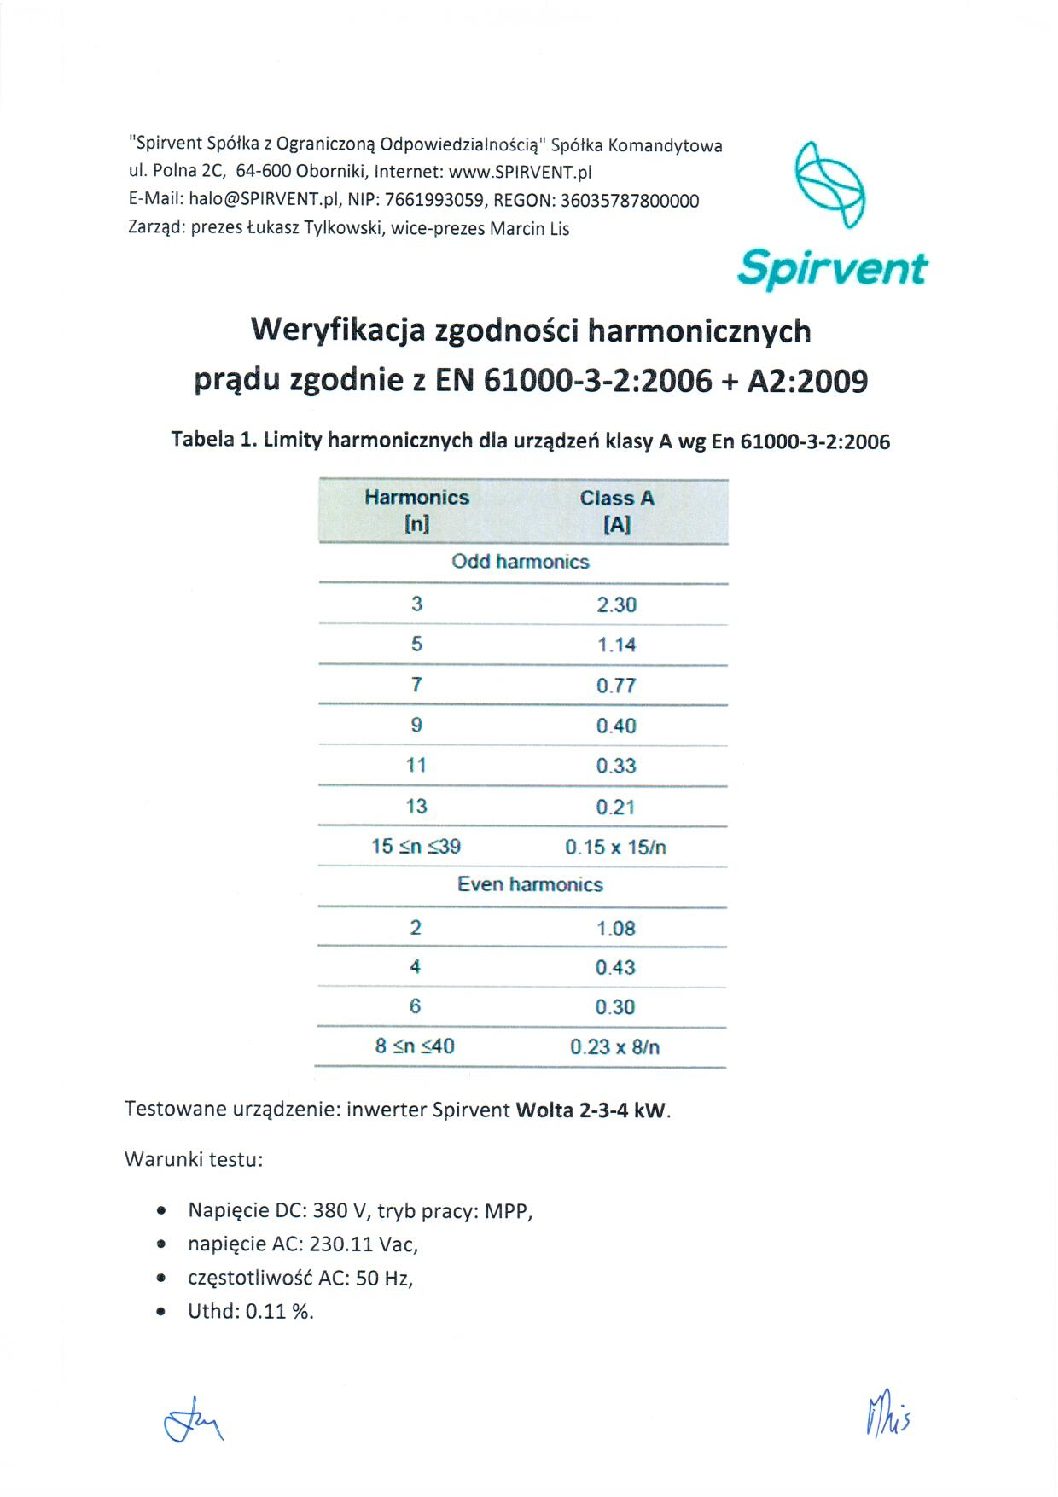 "Spirvent Spółka z Ograniczoną Odpowiedzialnością" Spółka Komandytowa
ul. Polna 2C, 64-600 Oborniki, Internet: www.SPIRVENT.pl
E-Mail: halo@SPIRVENT.pl, NIP: 7661993059, REGON: 36035787800000
Zarząd: prezes Łukasz Tylkowski, wice-prezes Marcin Lis
Spirvent
Weryfikacja zgodności harmonicznych
prądu zgodnie z EN 61000-3-2:2006 + A2:2009
Tabela 1. Limity harmonicznych dla urządzeń klasy A wg En 61000-3-2:2006
Harmonics Class A
[n] [A]
Odd harmonics
3 2.30
5 1.14
7 0.77
9 0.40
11 0.33
13 0.21
15 ≤n ≤39 0.15 x 15/n
Even harmonics
2 1.08
4 0.43
6 0.30
8 ≤n ≤40 0.23 x 8/n
Testowane urządzenie: inwerter Spirvent Wolta 2-3-4 kW.
Warunki testu:
• Napięcie DC: 380 V, tryb pracy: MPP,
• napięcie AC: 230.11 Vac,
• częstotliwość AC: 50 Hz,
• Uthd: 0.11 %.